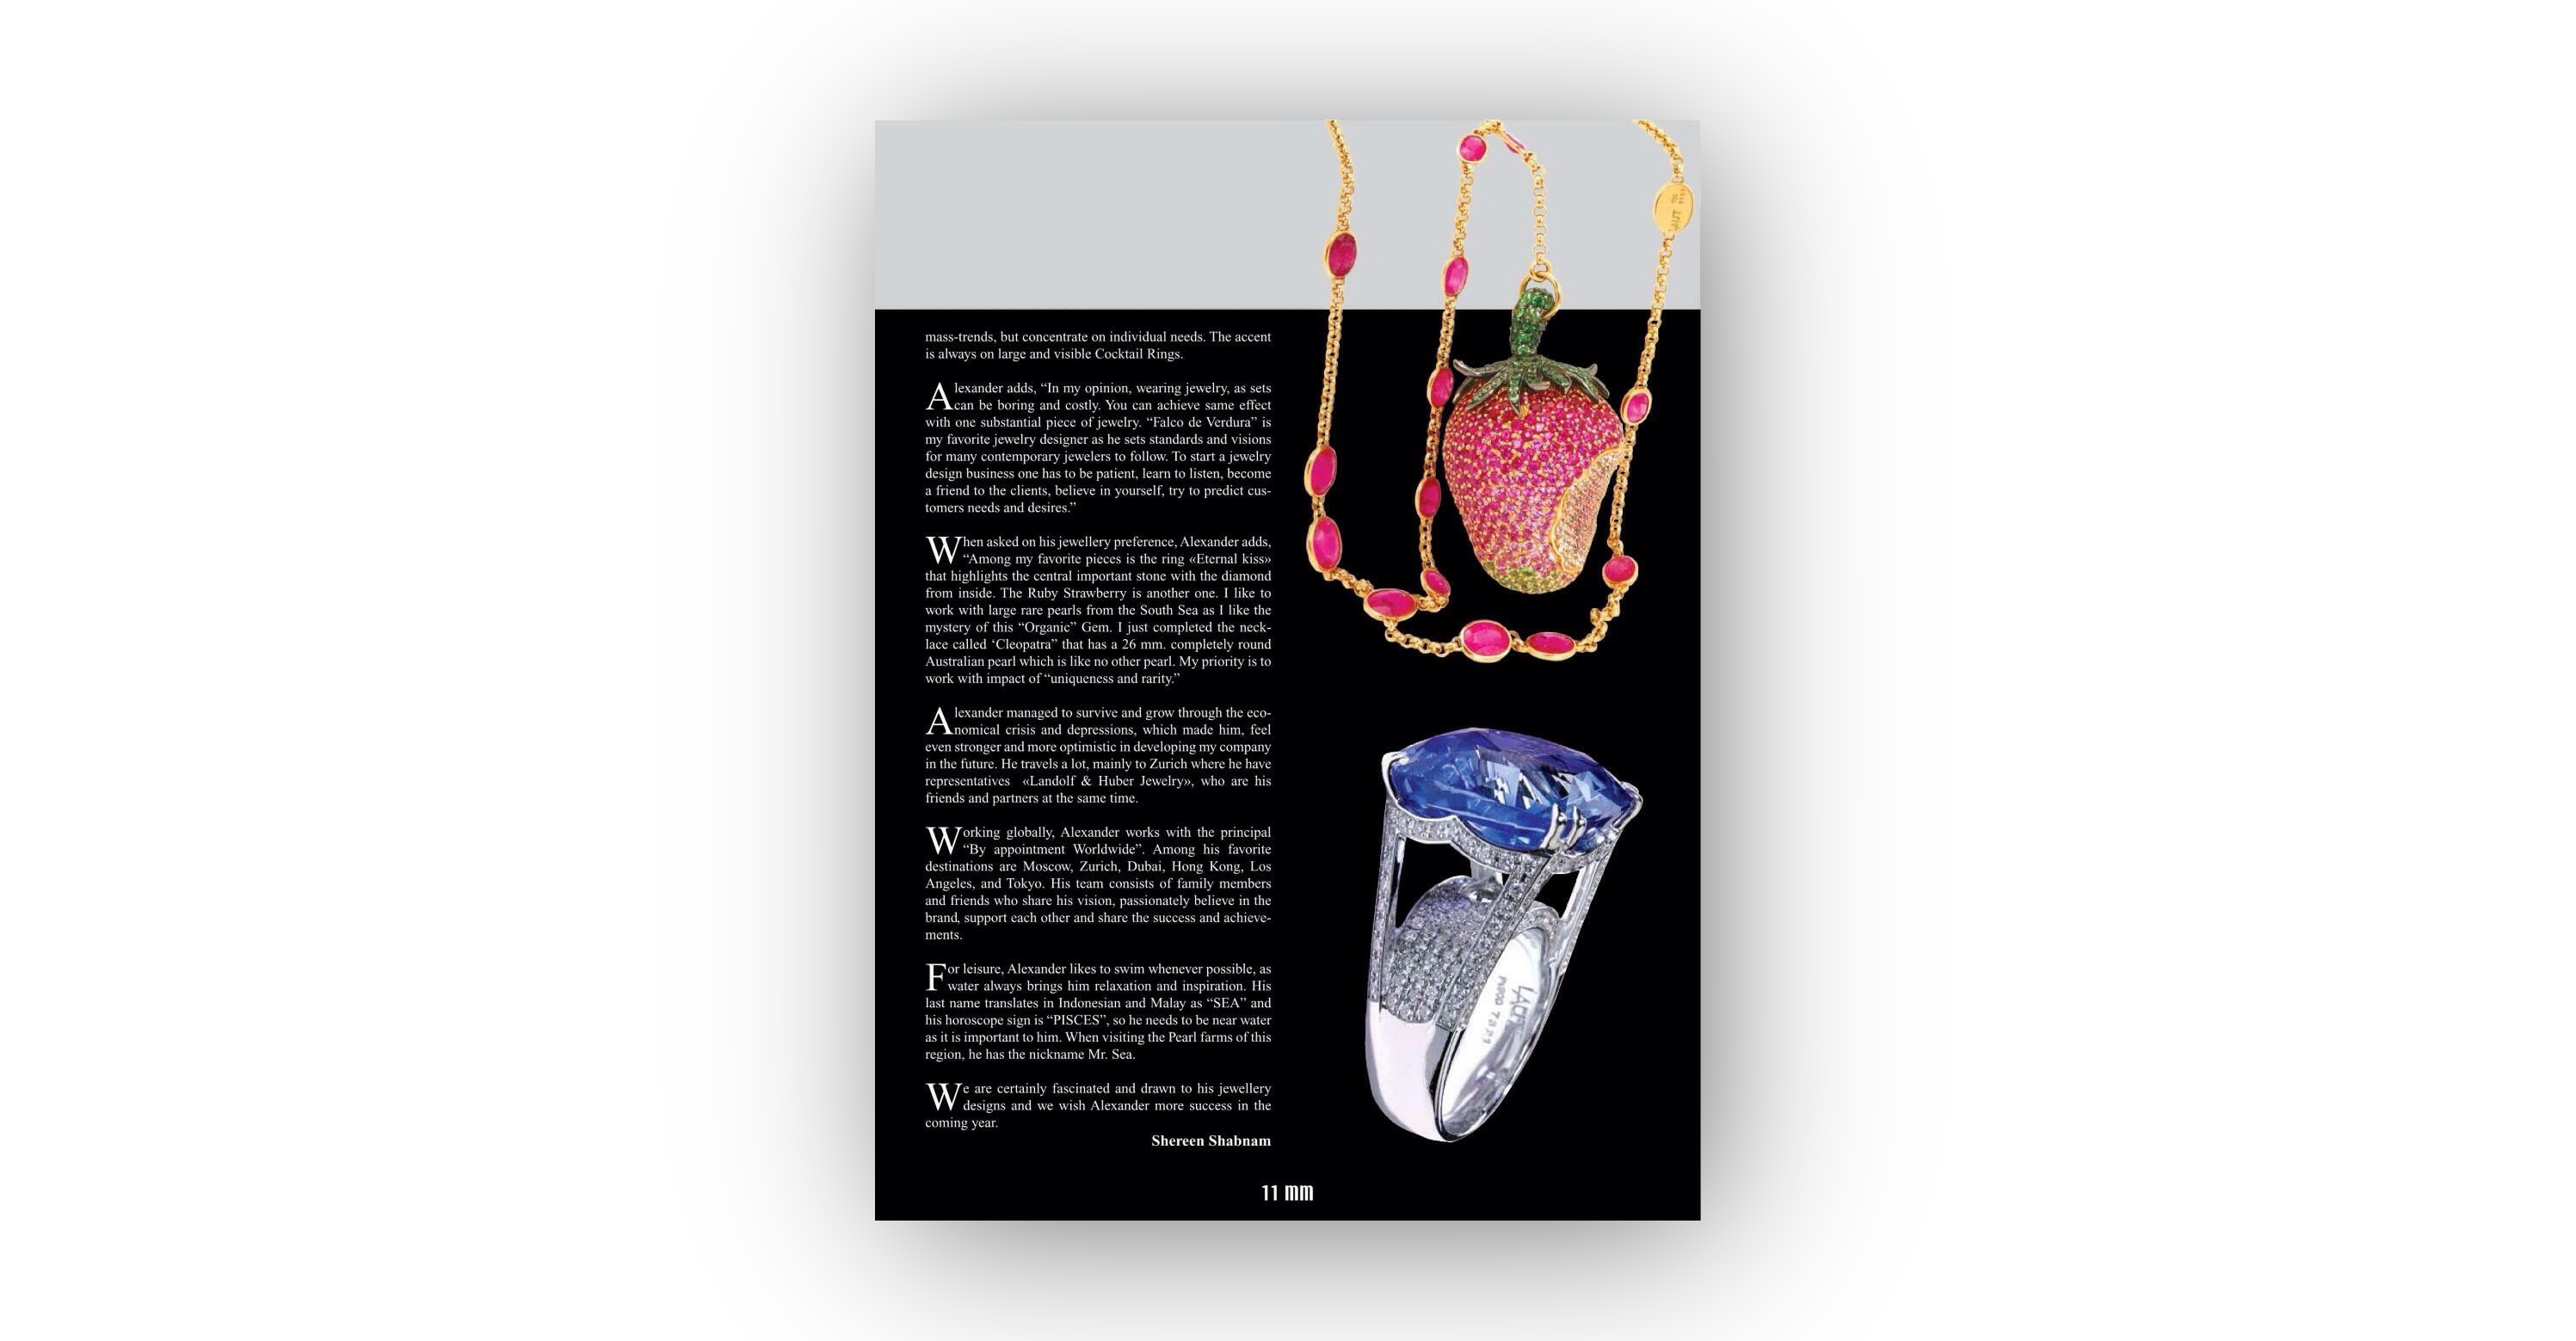 mass-trends, but concentrate on individual needs. The accent
is always on large and visible Cocktail Rings.
Alexander adds, “In my opinion, wearing jewelry, as sets
can be boring and costly. You can achieve same effect
with one substantial piece of jewelry. “Falco de Verdura” is
my favorite jewelry designer as he sets standards and visions
for many contemporary jewelers to follow. To start a jewelry
design business one has to be patient, learn to listen, become
a friend to the clients, believe in yourself, try to predict cus-
tomers needs and desires.”
When asked on his jewellery preference, Alexander adds,
“Among my favorite pieces is the ring «Eternal kiss»
that highlights the central important stone with the diamond
from inside. The Ruby Strawberry is another one. I like to
work with large rare pearls from the South Sea as I like the
mystery of this “Organic” Gem. I just completed the neck-
lace called ‘Cleopatra” that has a 26 mm. completely round
Australian pearl which is like no other pearl. My priority is to
work with impact of “uniqueness and rarity.”
Alexander managed to survive and grow through the eco-
nomical crisis and depressions, which made him, feel
even stronger and more optimistic in developing my company
in the future. He travels a lot, mainly to Zurich where he have
representatives «Landolf & Huber Jewelry», who are his
friends and partners at the same time.
Working globally, Alexander works with the principal
“By appointment Worldwide”. Among his favorite
destinations are Moscow, Zurich, Dubai, Hong Kong, Los
Angeles, and Tokyo. His team consists of family members
and friends who share his vision, passionately believe in the
brand, support each other and share the success and achieve-
ments.
For leisure, Alexander likes to swim whenever possible, as
water always brings him relaxation and inspiration. His
last name translates in Indonesian and Malay as “SEA” and
his horoscope sign is “PISCES”, so he needs to be near water
as it is important to him. When visiting the Pearl farms of this
region, he has the nickname Mr. Sea.
We are certainly fascinated and drawn to his jewellery
designs and we wish Alexander more success in the
coming year.
Shereen Shabnam
11 mm